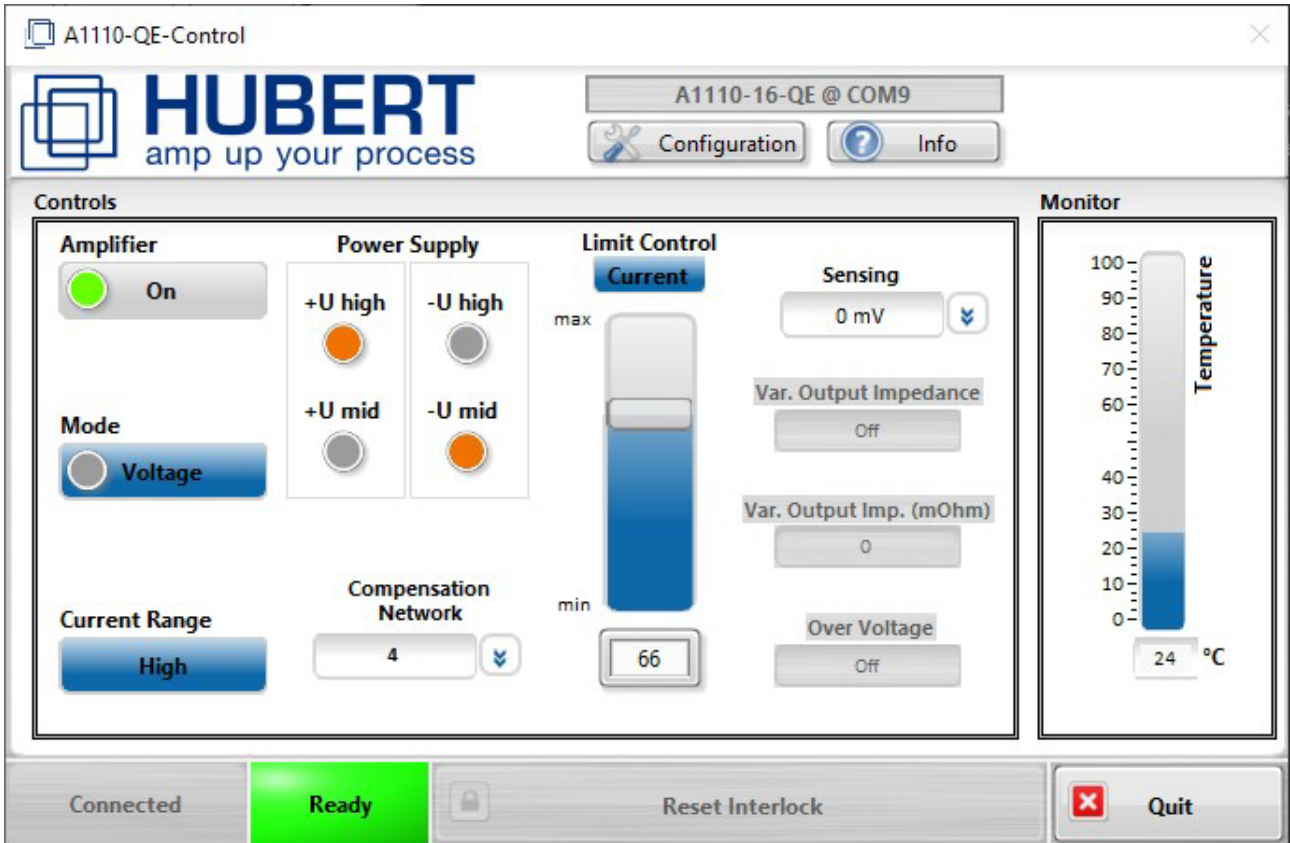 A1110-QE-Control
HUBERT
amp up your process
A1110-16-QE @ COM9
Configuration
Info
Controls
Amplifier
On
Mode
Voltage
Current Range
High
Power Supply
+U high
-U high
+U mid
-U mid
Compensation
Network
4
Limit Control
Current
max
min
66
Sensing
0 mV
Var. Output Impedance
Off
Var. Output Imp. (mOhm)
0
Over Voltage
Off
Monitor
100
90
80
70
60
40
30
20
10
0
Temperature
24 °C
Connected
Ready
Reset Interlock
Quit